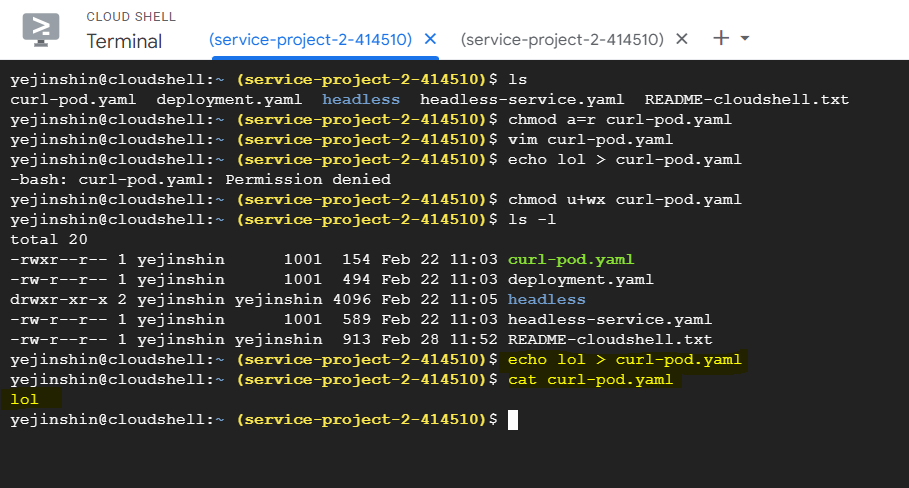 CLOUD SHELL
Terminal
(service-project-2-414510) ✕ (service-project-2-414510) ✕ +
yejinshin@cloudshell:~ (service-project-2-414510)$ ls
curl-pod.yaml  deployment.yaml  headless  headless-service.yaml  README-cloudshell.txt
yejinshin@cloudshell:~ (service-project-2-414510)$ chmod a=r curl-pod.yaml
yejinshin@cloudshell:~ (service-project-2-414510)$ vim curl-pod.yaml
yejinshin@cloudshell:~ (service-project-2-414510)$ echo lol > curl-pod.yaml
-bash: curl-pod.yaml: Permission denied
yejinshin@cloudshell:~ (service-project-2-414510)$ chmod u+wx curl-pod.yaml
yejinshin@cloudshell:~ (service-project-2-414510)$ ls -l
total 20
-rwxr--r-- 1 yejinshin      1001  154 Feb 22 11:03 curl-pod.yaml
-rw-r--r-- 1 yejinshin      1001  494 Feb 22 11:03 deployment.yaml
drwxr-xr-x 2 yejinshin yejinshin 4096 Feb 22 11:05 headless
-rw-r--r-- 1 yejinshin      1001  589 Feb 22 11:03 headless-service.yaml
-rw-r--r-- 1 yejinshin yejinshin  913 Feb 28 11:52 README-cloudshell.txt
yejinshin@cloudshell:~ (service-project-2-414510)$ echo lol > curl-pod.yaml
yejinshin@cloudshell:~ (service-project-2-414510)$ cat curl-pod.yaml
lol
yejinshin@cloudshell:~ (service-project-2-414510)$